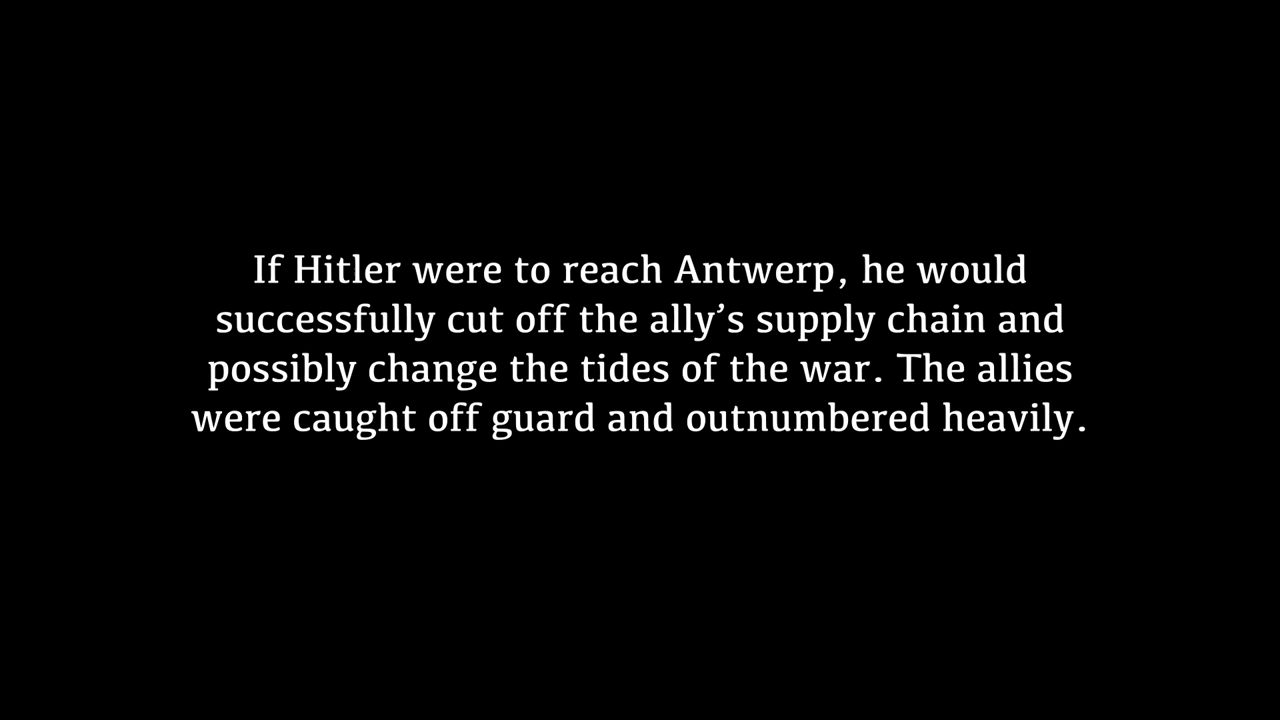 If Hitler were to reach Antwerp, he would
successfully cut off the ally’s supply chain and
possibly change the tides of the war. The allies
were caught off guard and outnumbered heavily.